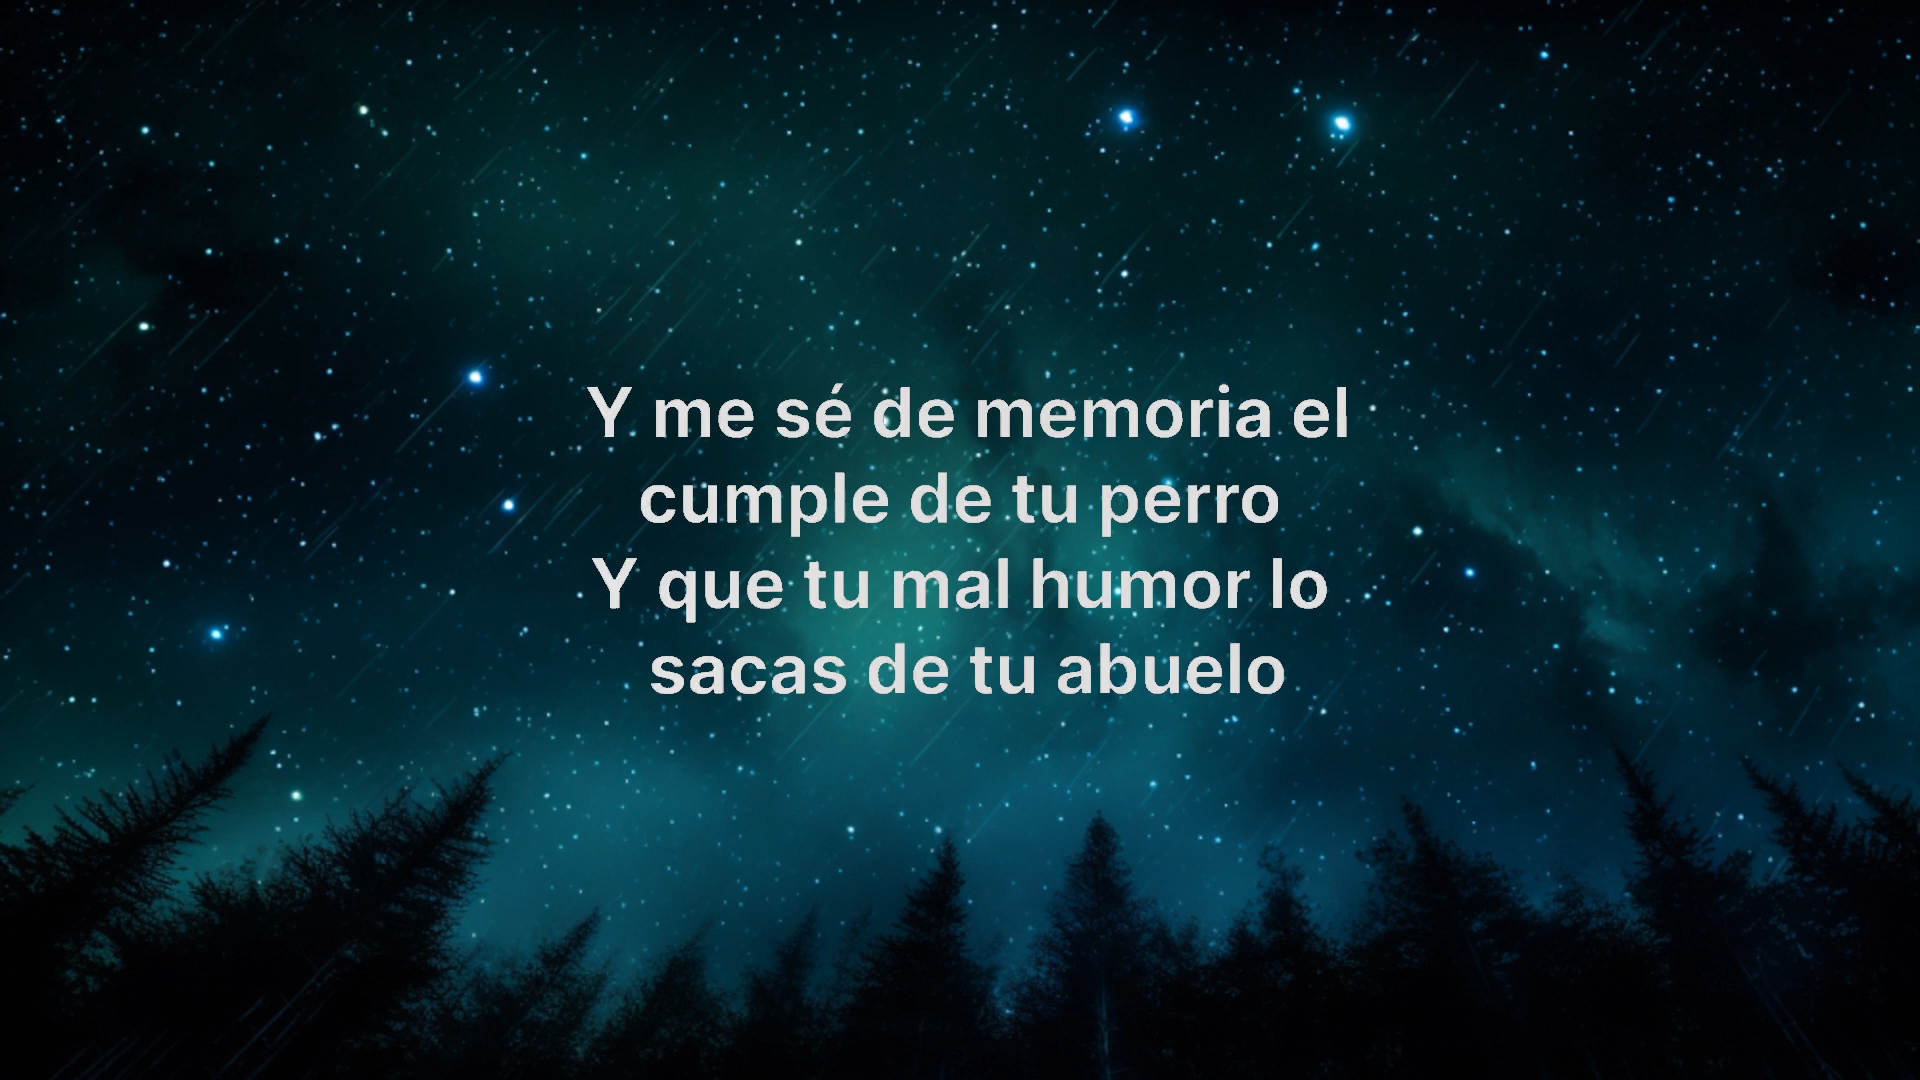 Y me sé de memoria el
cumple de tu perro
Y que tu mal humor lo
sacas de tu abuelo